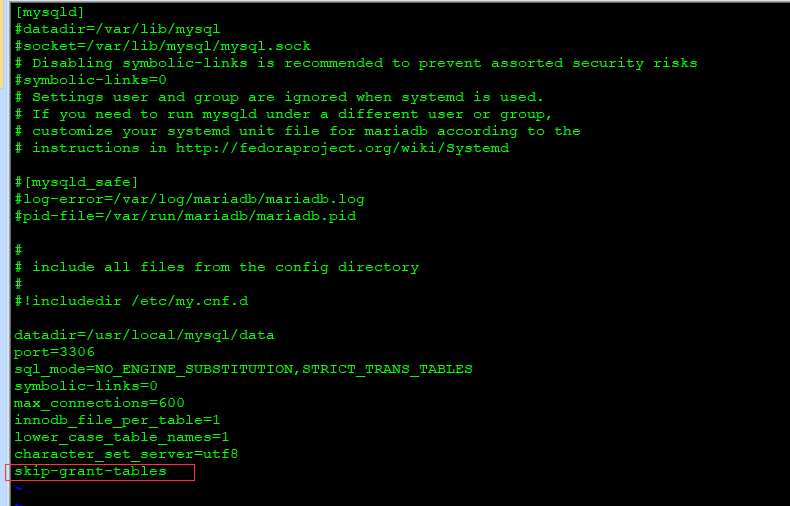 [mysqld]
#datadir=/var/lib/mysql
#socket=/var/lib/mysql/mysql.sock
# Disabling symbolic-links is recommended to prevent assorted security risks
#symbolic-links=0
# Settings user and group are ignored when systemd is used.
# If you need to run mysqld under a different user or group,
# customize your systemd unit file for mariadb according to the
# instructions in http://fedoraproject.org/wiki/Systemd
#[mysqld_safe]
#log-error=/var/log/mariadb/mariadb.log
#pid-file=/var/run/mariadb/mariadb.pid
#
# include all files from the config directory
#
#!includedir /etc/my.cnf.d
datadir=/usr/local/mysql/data
port=3306
sql_mode=NO_ENGINE_SUBSTITUTION,STRICT_TRANS_TABLES
symbolic-links=0
max_connections=600
innodb_file_per_table=1
lower_case_table_names=1
character_set_server=utf8
skip-grant-tables
~
~